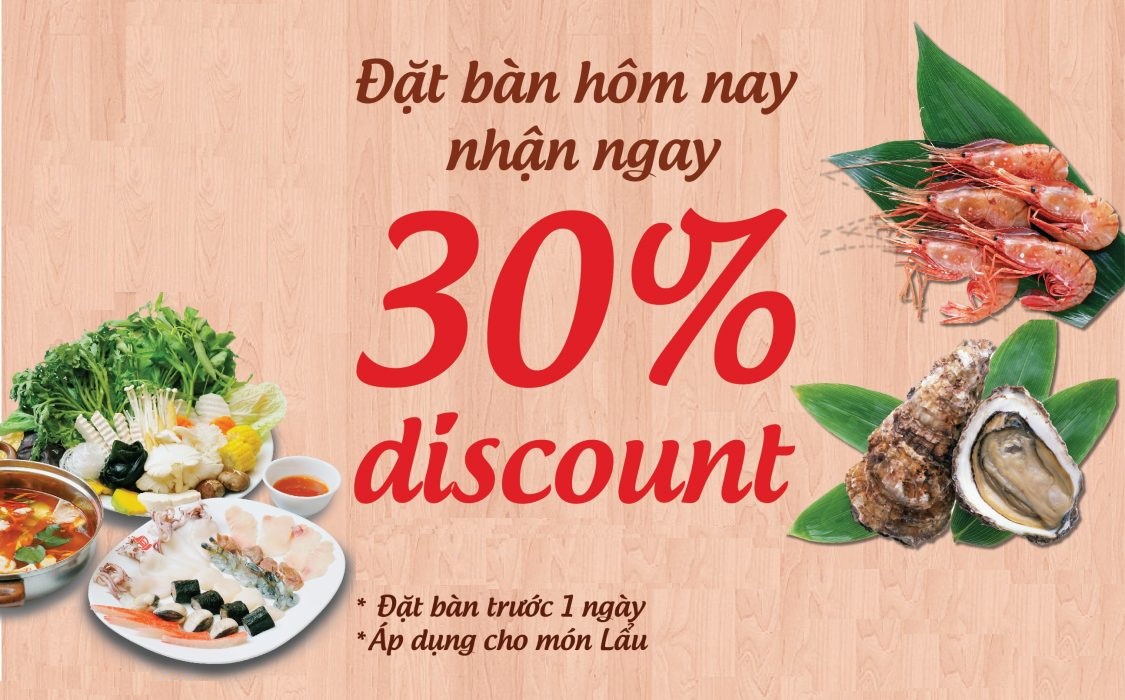 Đặt bàn hôm nay
nhận ngay
30%
discount
* Đặt bàn trước 1 ngày
*Áp dụng cho món Lẩu